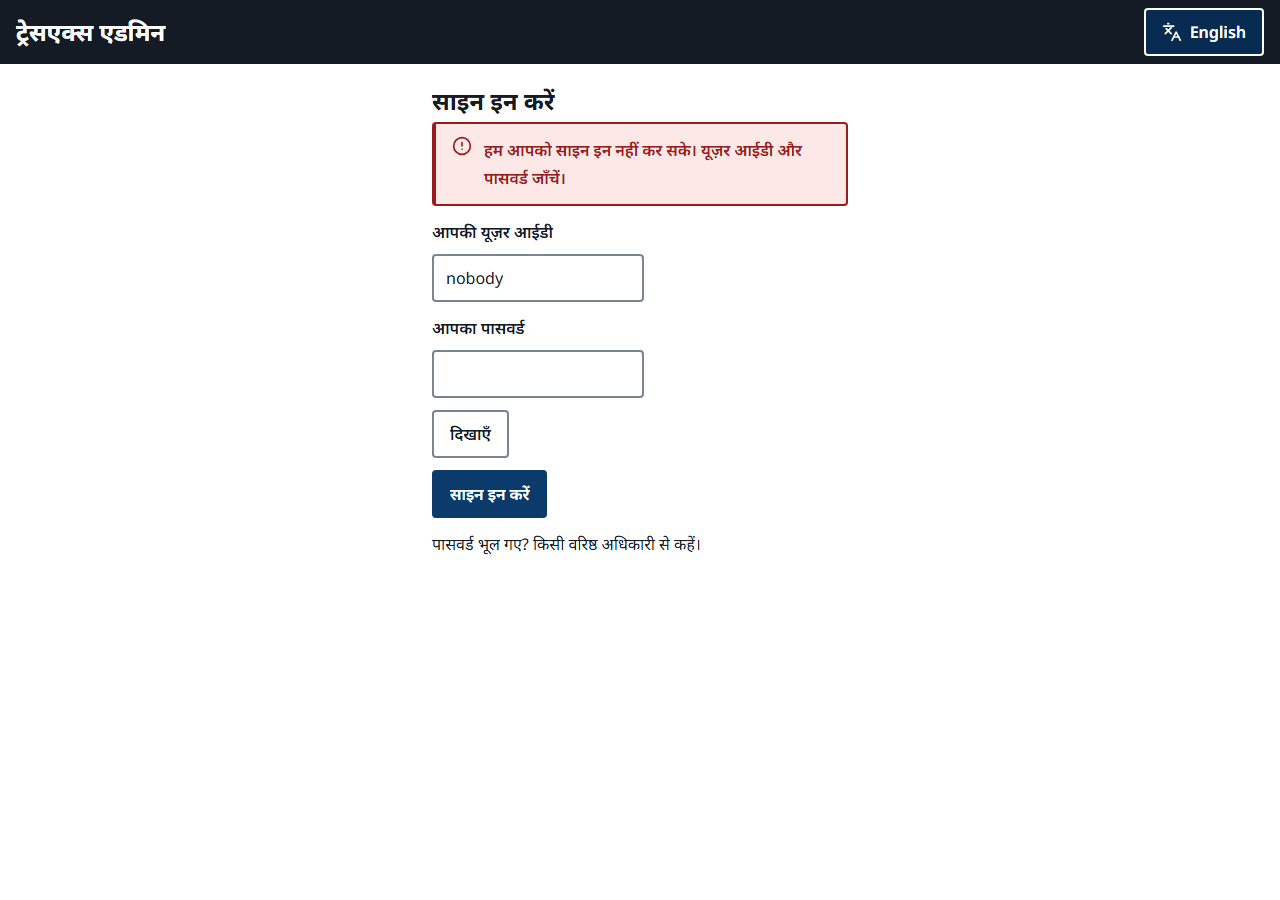 ट्रेसएक्स एडमिन
English
साइन इन करें
हम आपको साइन इन नहीं कर सके। यूज़र आईडी और
पासवर्ड जाँचें।
आपकी यूज़र आईडी
nobody
आपका पासवर्ड
दिखाएँ
साइन इन करें
पासवर्ड भूल गए? किसी वरिष्ठ अधिकारी से कहें।